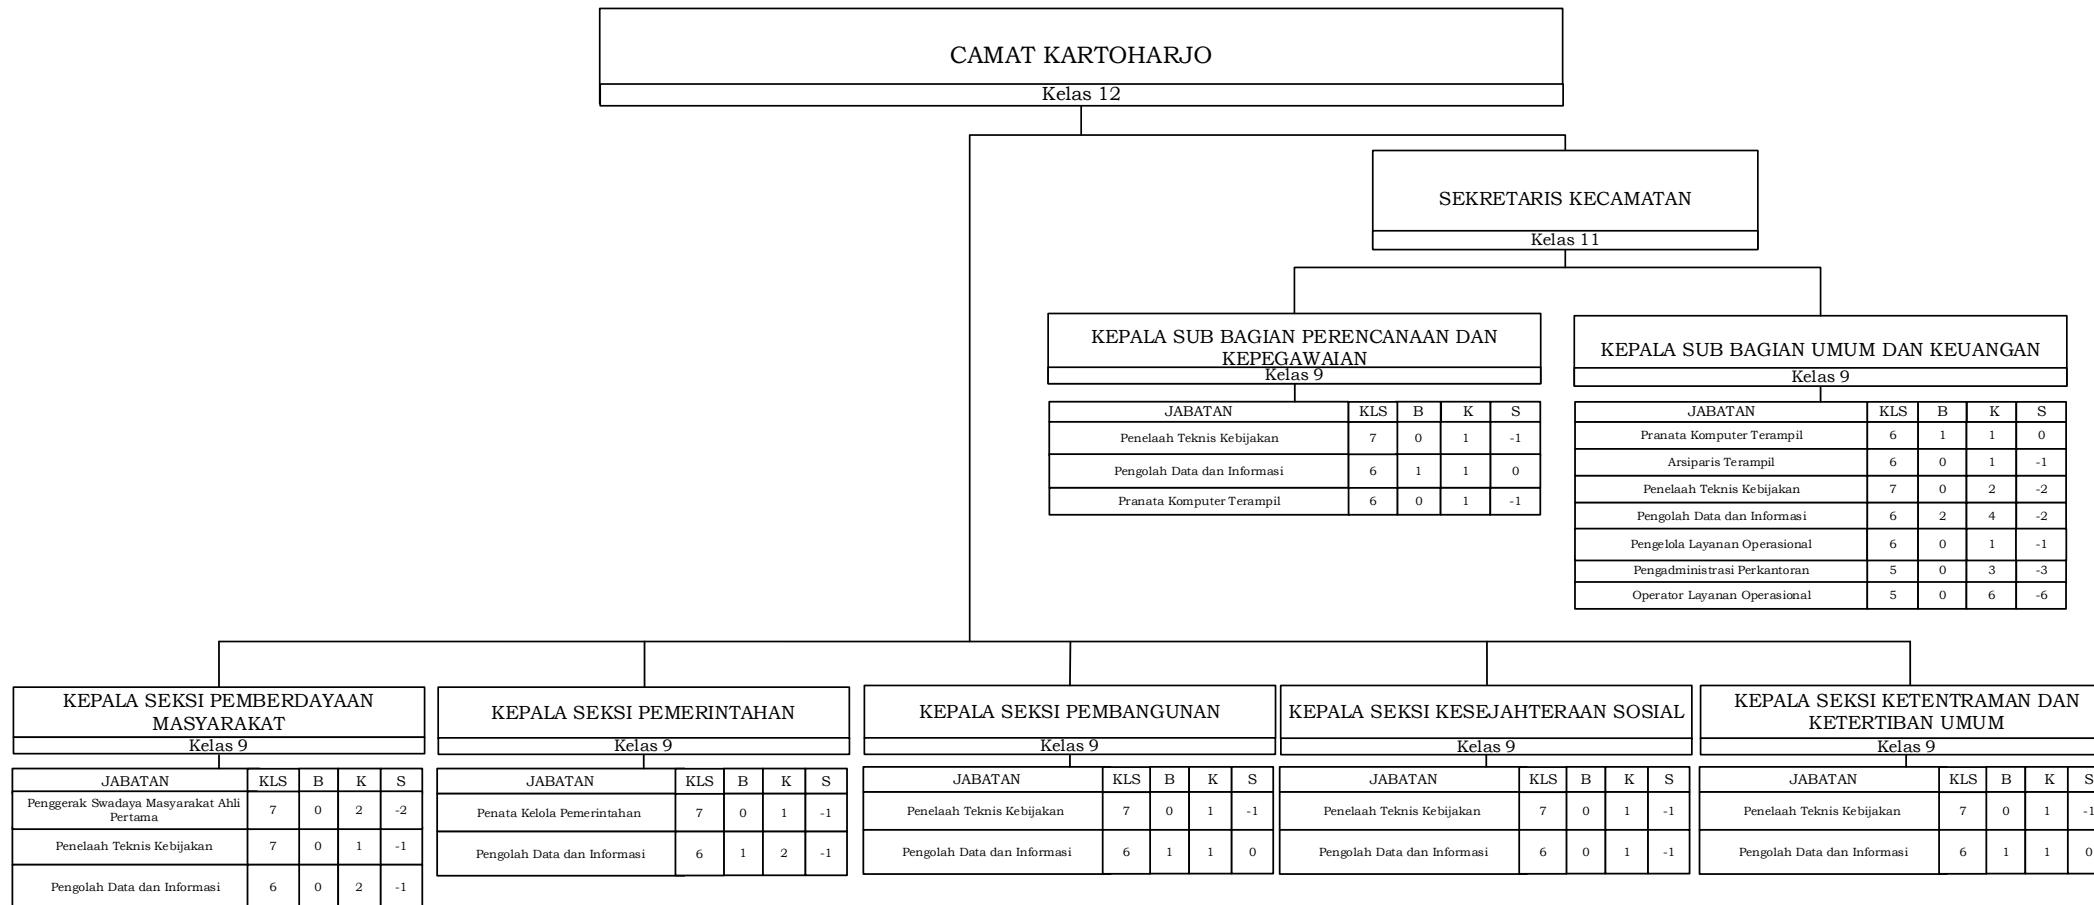 CAMAT KARTOHARJO
Kelas 12
SEKRETARIS KECAMATAN
Kelas 11
KEPALA SUB BAGIAN PERENCANAAN DAN
KEPEGAWAIAN
Kelas 9
JABATAN KLS B K S
Penelaah Teknis Kebijakan 7 0 1 -1
Pengolah Data dan Informasi 6 1 1 0
Pranata Komputer Terampil 6 0 1 -1
KEPALA SUB BAGIAN UMUM DAN KEUANGAN
Kelas 9
JABATAN KLS B K S
Pranata Komputer Terampil 6 1 1 0
Arsiparis Terampil 6 0 1 -1
Penelaah Teknis Kebijakan 7 0 2 -2
Pengolah Data dan Informasi 6 2 4 -2
Pengelola Layanan Operasional 6 0 1 -1
Pengadministrasi Perkantoran 5 0 3 -3
Operator Layanan Operasional 5 0 6 -6
KEPALA SEKSI PEMBERDAYAAN
MASYARAKAT
Kelas 9
JABATAN KLS B K S
Penggerak Swadaya Masyarakat Ahli
Pertama 7 0 2 -2
Penelaah Teknis Kebijakan 7 0 1 -1
Pengolah Data dan Informasi 6 0 2 -1
KEPALA SEKSI PEMERINTAHAN
Kelas 9
JABATAN KLS B K S
Penata Kelola Pemerintahan 7 0 1 -1
Pengolah Data dan Informasi 6 1 2 -1
KEPALA SEKSI PEMBANGUNAN
Kelas 9
JABATAN KLS B K S
Penelaah Teknis Kebijakan 7 0 1 -1
Pengolah Data dan Informasi 6 1 1 0
KEPALA SEKSI KESEJAHTERAAN SOSIAL
Kelas 9
JABATAN KLS B K S
Penelaah Teknis Kebijakan 7 0 1 -1
Pengolah Data dan Informasi 6 0 1 -1
KEPALA SEKSI KETENTRAMAN DAN
KETERTIBAN UMUM
Kelas 9
JABATAN KLS B K S
Penelaah Teknis Kebijakan 7 0 1 -1
Pengolah Data dan Informasi 6 1 1 0